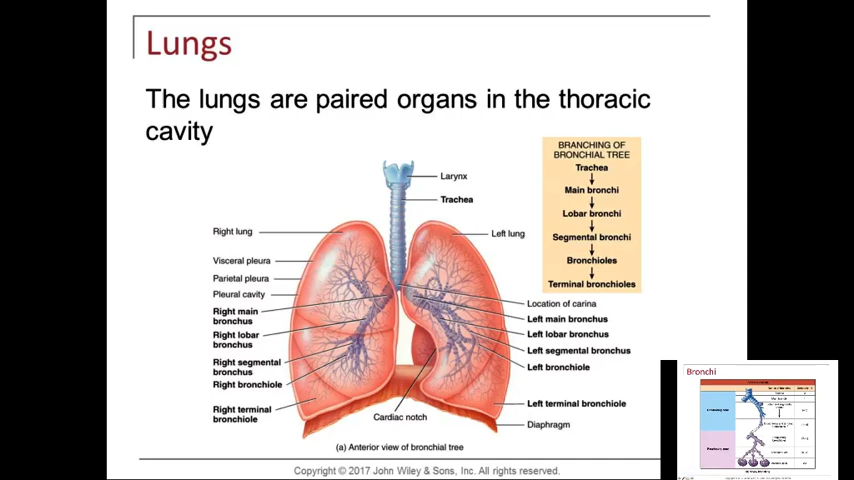 Lungs
The lungs are paired organs in the thoracic
cavity
BRANCHING OF
BRONCHIAL TREE
Trachea
Main bronchi
Lobar bronchi
Segmental bronchi
Bronchioles
Terminal bronchioles
Larynx
Trachea
Right lung
Left lung
Visceral pleura
Parietal pleura
Pleural cavity
Right main
bronchus
Right lobar
bronchus
Right segmental
bronchus
Right bronchiole
Right terminal
bronchiole
Location of carina
Left main bronchus
Left lobar bronchus
Left segmental bronchus
Left bronchiole
Left terminal bronchiole
Diaphragm
Cardiac notch
(a) Anterior view of bronchial tree
Copyright © 2017 John Wiley & Sons, Inc. All rights reserved.
Bronchi